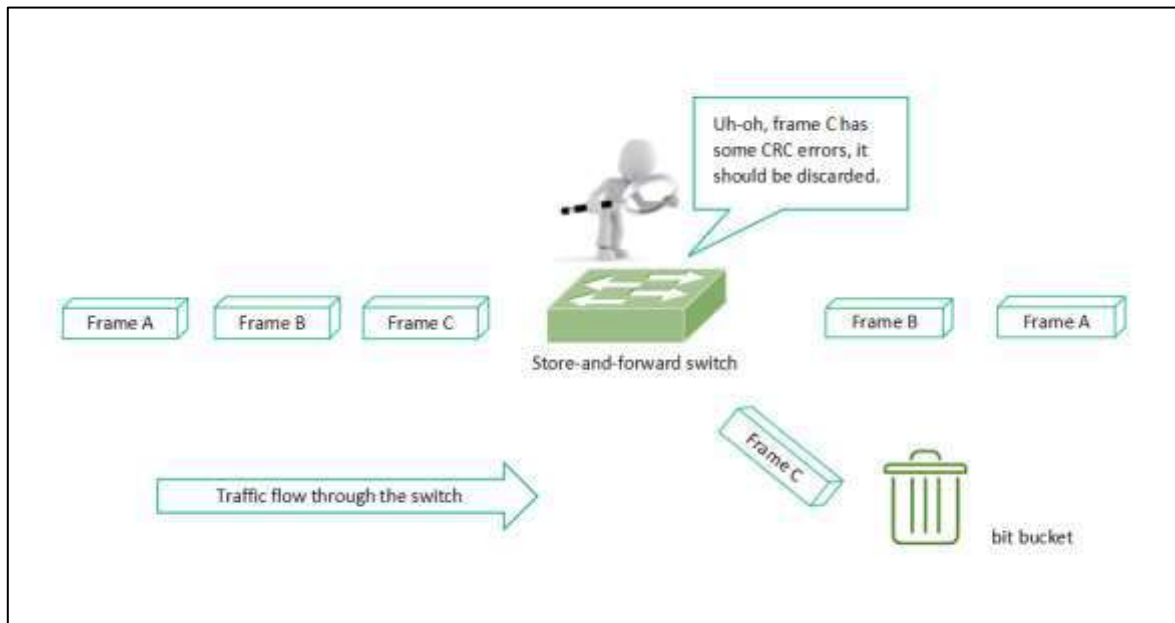 Uh-oh, frame C has
some CRC errors, it
should be discarded.
Frame A
Frame B
Frame C
Frame B
Frame A
Store-and-forward switch
Frame C
Traffic flow through the switch
bit bucket